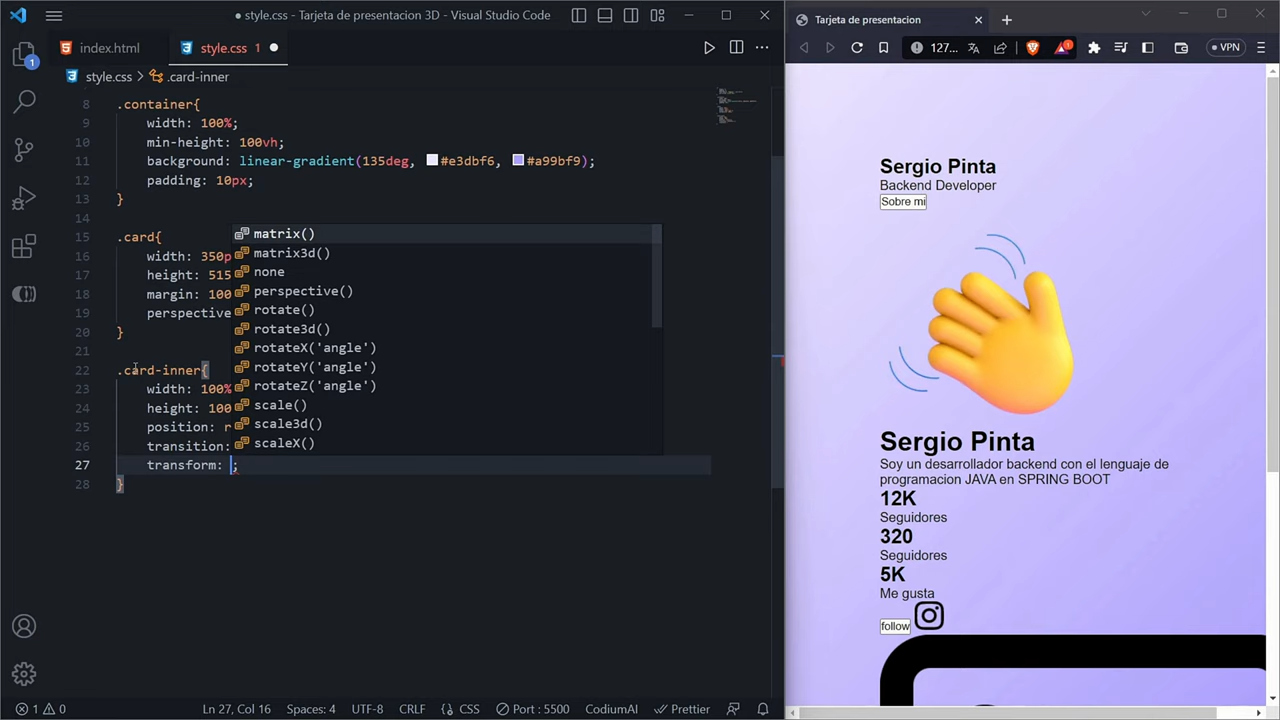 style.css - Tarjeta de presentacion 3D - Visual Studio Code
index.html
style.css 1
style.css > .card-inner
1
8 .container{
9 width: 100%;
10 min-height: 100vh;
11 background: linear-gradient(135deg, #e3dbf6, #a99bf9);
12 padding: 10px;
13 }
14
15 .card{
16 width: 350p
17 height: 515
18 margin: 100
19 perspective
20 }
21
22 .card-inner{
23 width: 100%
24 height: 100
25 position: r
26 transition:
27 transform: ;
28 }
matrix()
matrix3d()
none
perspective()
rotate()
rotate3d()
rotateX('angle')
rotateY('angle')
rotateZ('angle')
scale()
scale3d()
scaleX()
1 0 Ln 27, Col 16 Spaces: 4 UTF-8 CRLF {} CSS Port : 5500 CodiumAI Prettier
Tarjeta de presentacion
127...
1
VPN
Sergio Pinta
Backend Developer
Sobre mi
Sergio Pinta
Soy un desarrollador backend con el lenguaje de
programacion JAVA en SPRING BOOT
12K
Seguidores
320
Seguidores
5K
Me gusta
follow